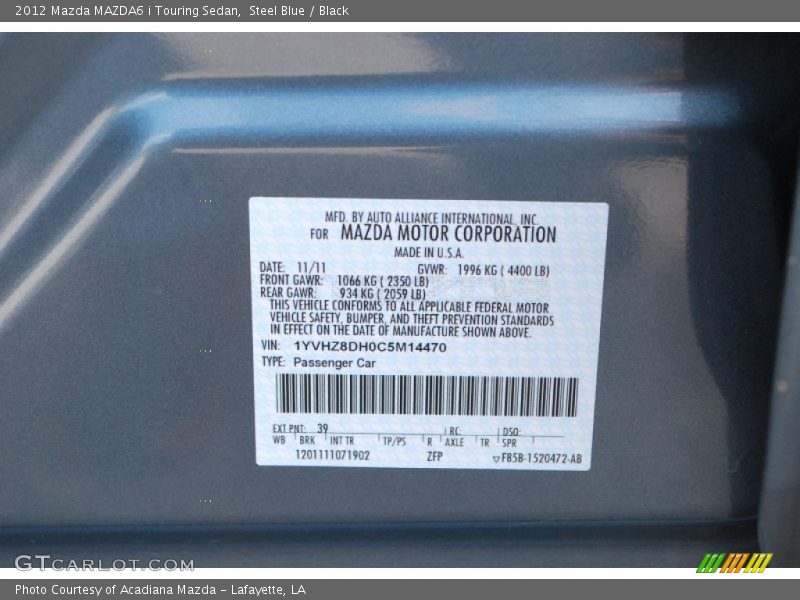 2012 Mazda MAZDA6 i Touring Sedan,  Steel Blue / Black
MFD. BY AUTO ALLIANCE INTERNATIONAL, INC.
FOR MAZDA MOTOR CORPORATION
MADE IN U.S.A.
DATE: 11/11 GVWR: 1996 KG ( 4400 LB)
FRONT GAWR: 1066 KG ( 2350 LB)
REAR GAWR: 934 KG ( 2059 LB)
THIS VEHICLE CONFORMS TO ALL APPLICABLE FEDERAL MOTOR
VEHICLE SAFETY, BUMPER, AND THEFT PREVENTION STANDARDS
IN EFFECT ON THE DATE OF MANUFACTURE SHOWN ABOVE.
VIN: 1YVHZ8DH0C5M14470
TYPE: Passenger Car
EXT PNT: 39 RC: DSO:
WB BRK INT TR TP/PS R AXLE TR SPR
1201111071902 ZFP F85B-1520472-AB
GTCARLOT.COM
Photo Courtesy of Acadiana Mazda – Lafayette, LA